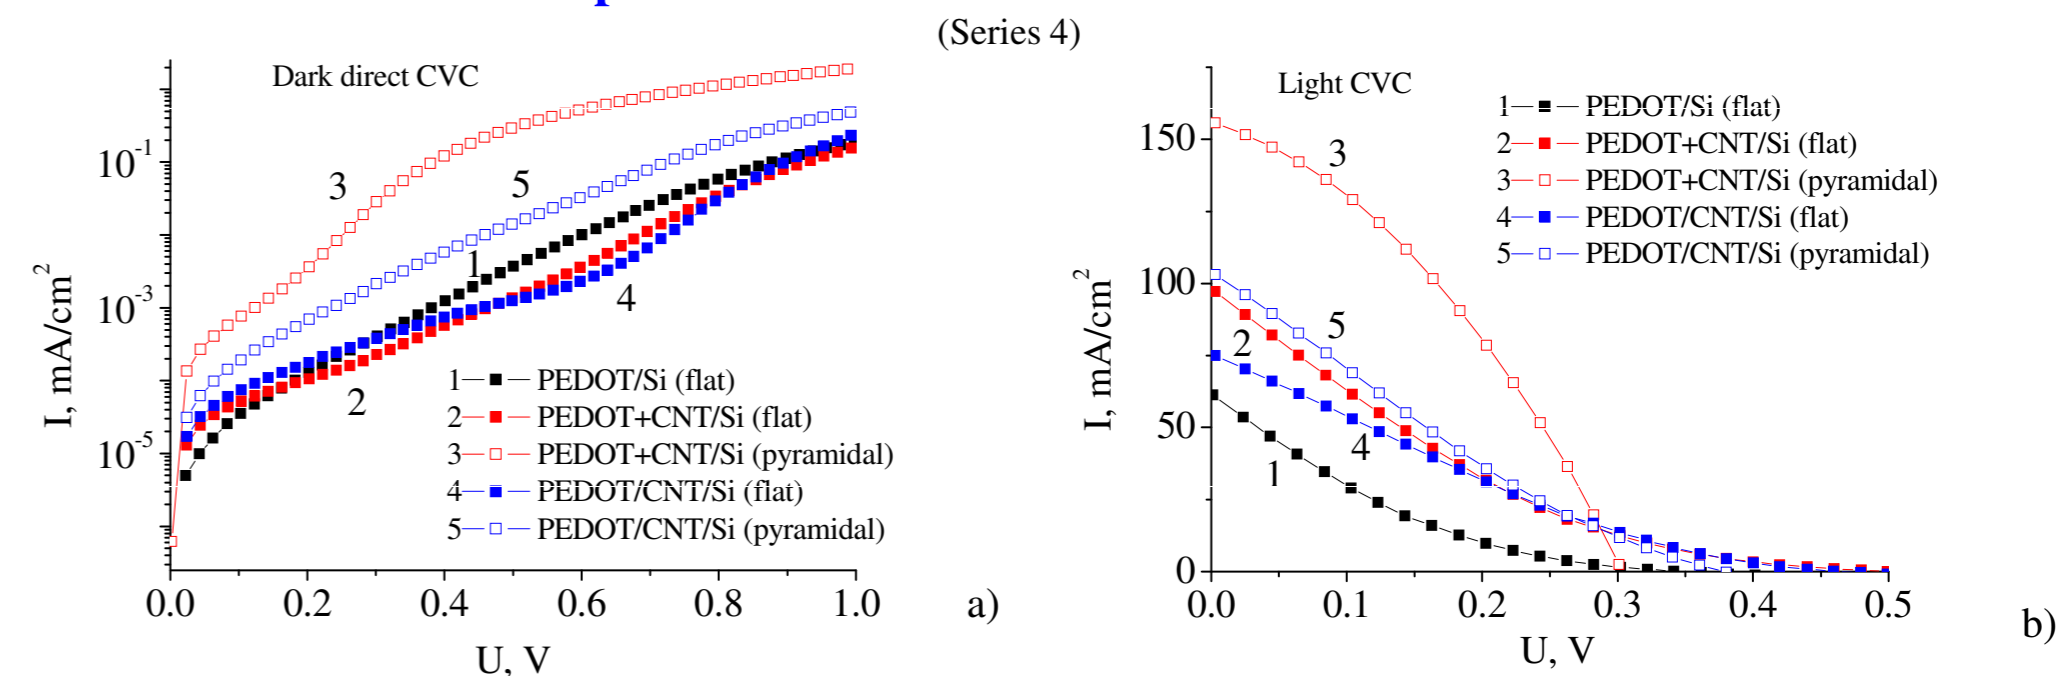 (Series 4)
Dark direct CVC
I, mA/cm²
10⁻¹
10⁻³
10⁻⁵
3
5
1
4
2
1 PEDOT/Si (flat)
2 PEDOT+CNT/Si (flat)
3 PEDOT+CNT/Si (pyramidal)
4 PEDOT/CNT/Si (flat)
5 PEDOT/CNT/Si (pyramidal)
0.0 0.2 0.4 0.6 0.8 1.0
U, V
a)
Light CVC
I, mA/cm²
150
100
50
0
3
5
2
4
1
1 PEDOT/Si (flat)
2 PEDOT+CNT/Si (flat)
3 PEDOT+CNT/Si (pyramidal)
4 PEDOT/CNT/Si (flat)
5 PEDOT/CNT/Si (pyramidal)
0.0 0.1 0.2 0.3 0.4 0.5
U, V
b)